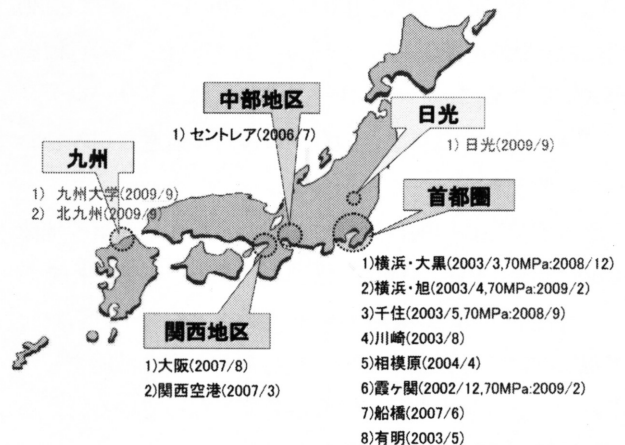 中部地区
1) セントレア(2006/7)
日光
1) 日光(2009/9)
九州
1) 九州大学(2009/9)
2) 北九州(2009/9)
首都圏
1)横浜・大黒(2003/3,70MPa:2008/12)
2)横浜・旭(2003/4,70MPa:2009/2)
3)千住(2003/5,70MPa:2008/9)
4)川崎(2003/8)
5)相模原(2004/4)
6)霞ヶ関(2002/12,70MPa:2009/2)
7)船橋(2007/6)
8)有明(2003/5)
関西地区
1)大阪(2007/8)
2)関西空港(2007/3)